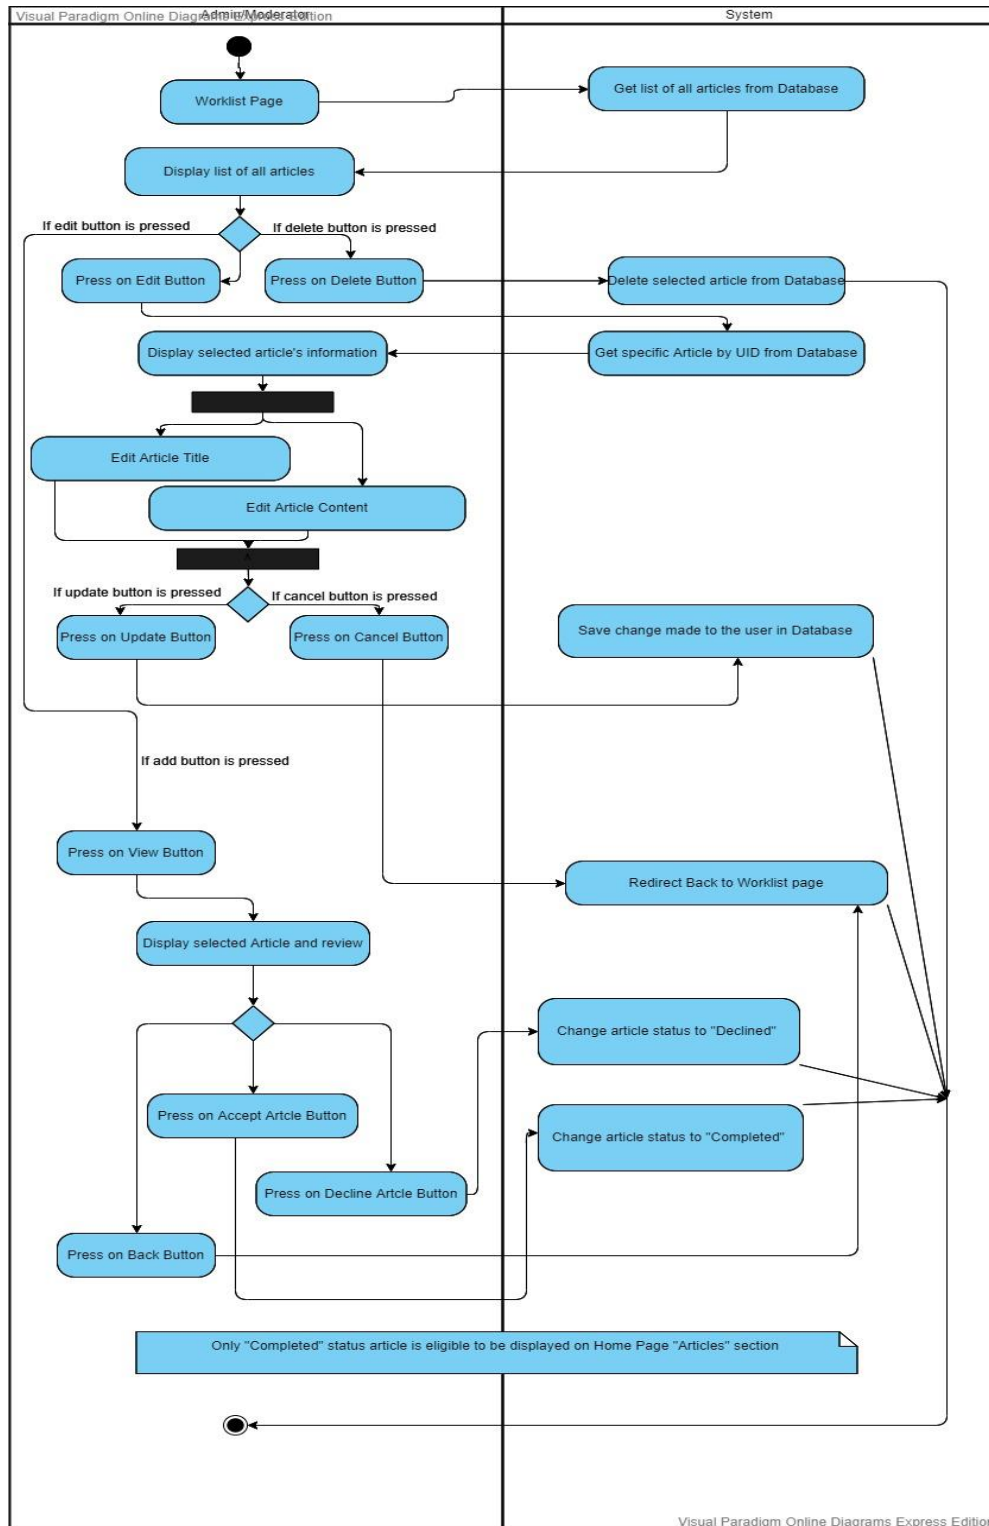 Visual Paradigm Online Diagrams Express Edition
Admin/Moderator
System
Worklist Page
Get list of all articles from Database
Display list of all articles
If edit button is pressed
If delete button is pressed
Press on Edit Button
Press on Delete Button
Delete selected article from Database
Display selected article's information
Get specific Article by UID from Database
Edit Article Title
Edit Article Content
If update button is pressed
If cancel button is pressed
Press on Update Button
Press on Cancel Button
Save change made to the user in Database
If add button is pressed
Press on View Button
Redirect Back to Worklist page
Display selected Article and review
Change article status to "Declined"
Press on Accept Artcle Button
Change article status to "Completed"
Press on Decline Artcle Button
Press on Back Button
Only "Completed" status article is eligible to be displayed on Home Page "Articles" section
Visual Paradigm Online Diagrams Express Edition